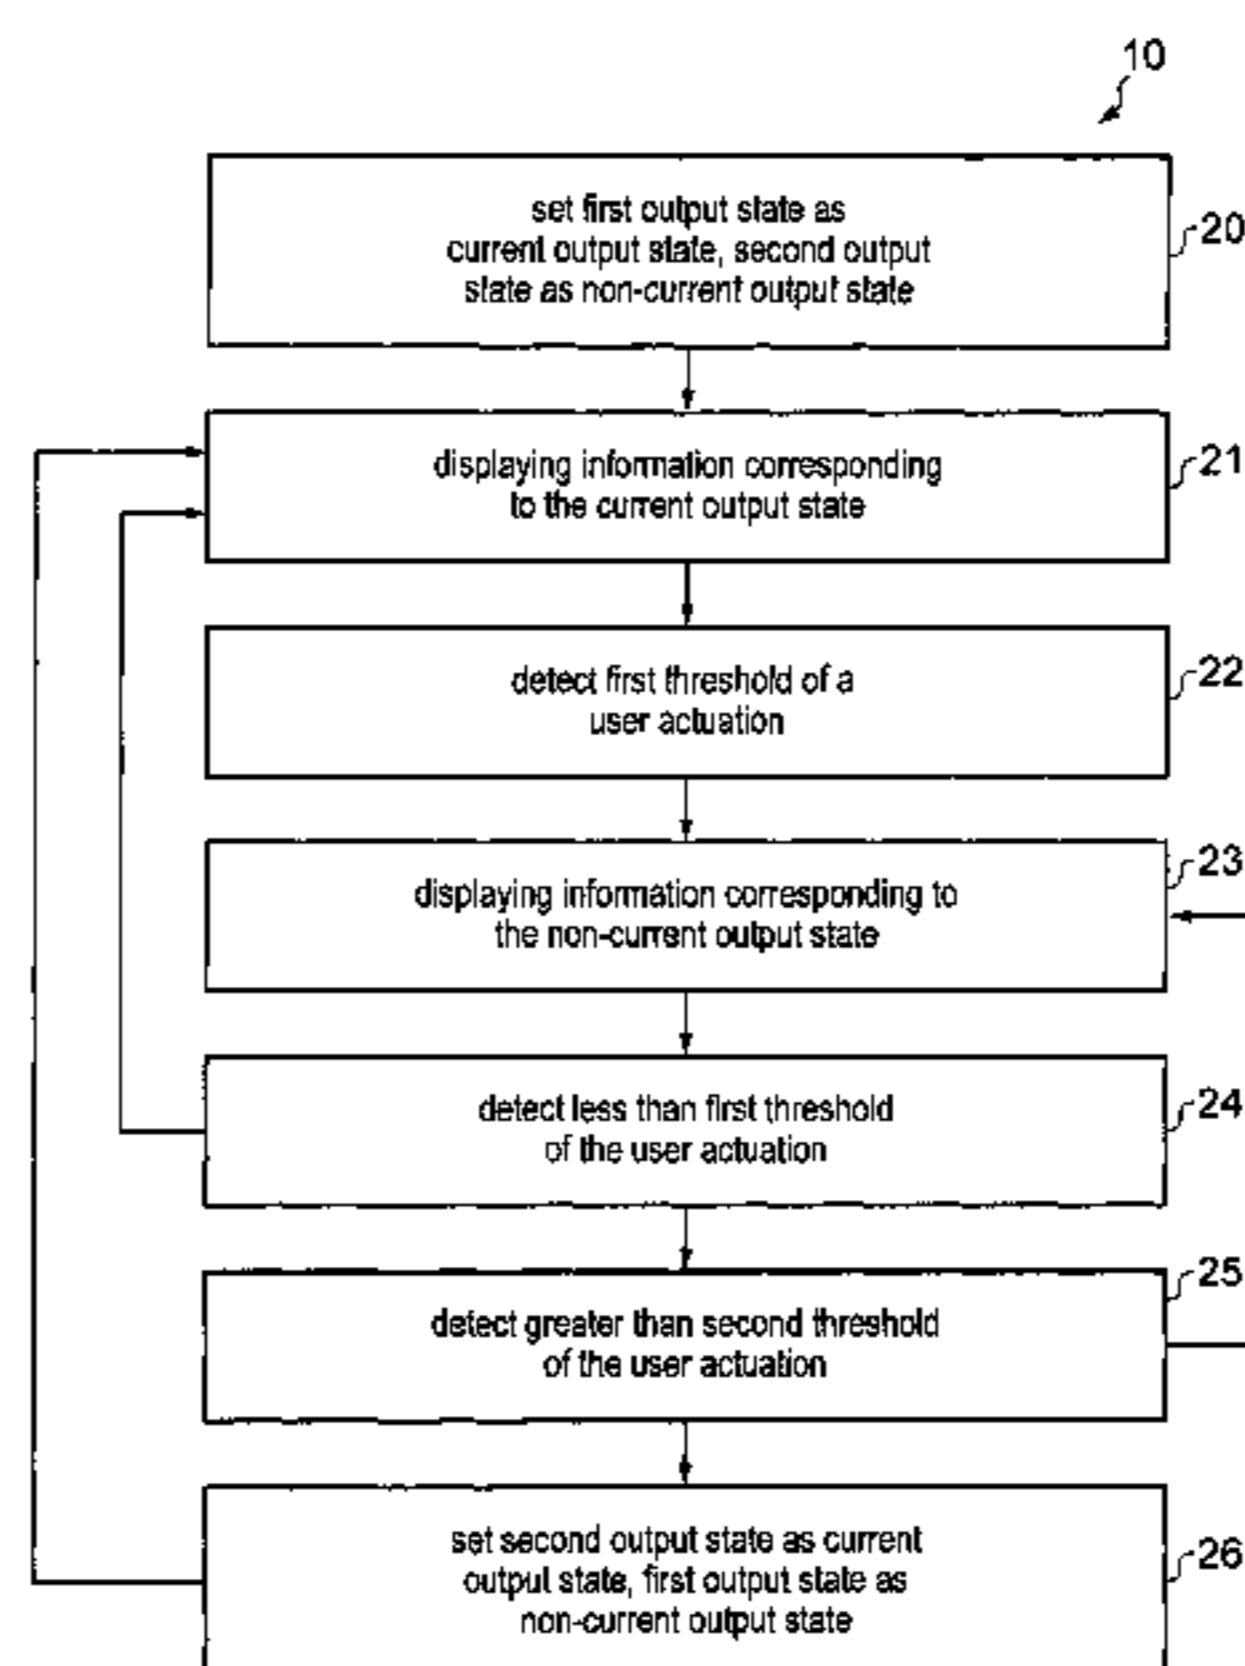 10
set first output state as
current output state, second output
state as non-current output state
20
displaying information corresponding
to the current output state
21
detect first threshold of a
user actuation
22
displaying information corresponding to
the non-current output state
23
detect less than first threshold
of the user actuation
24
detect greater than second threshold
of the user actuation
25
set second output state as current
output state, first output state as
non-current output state
26